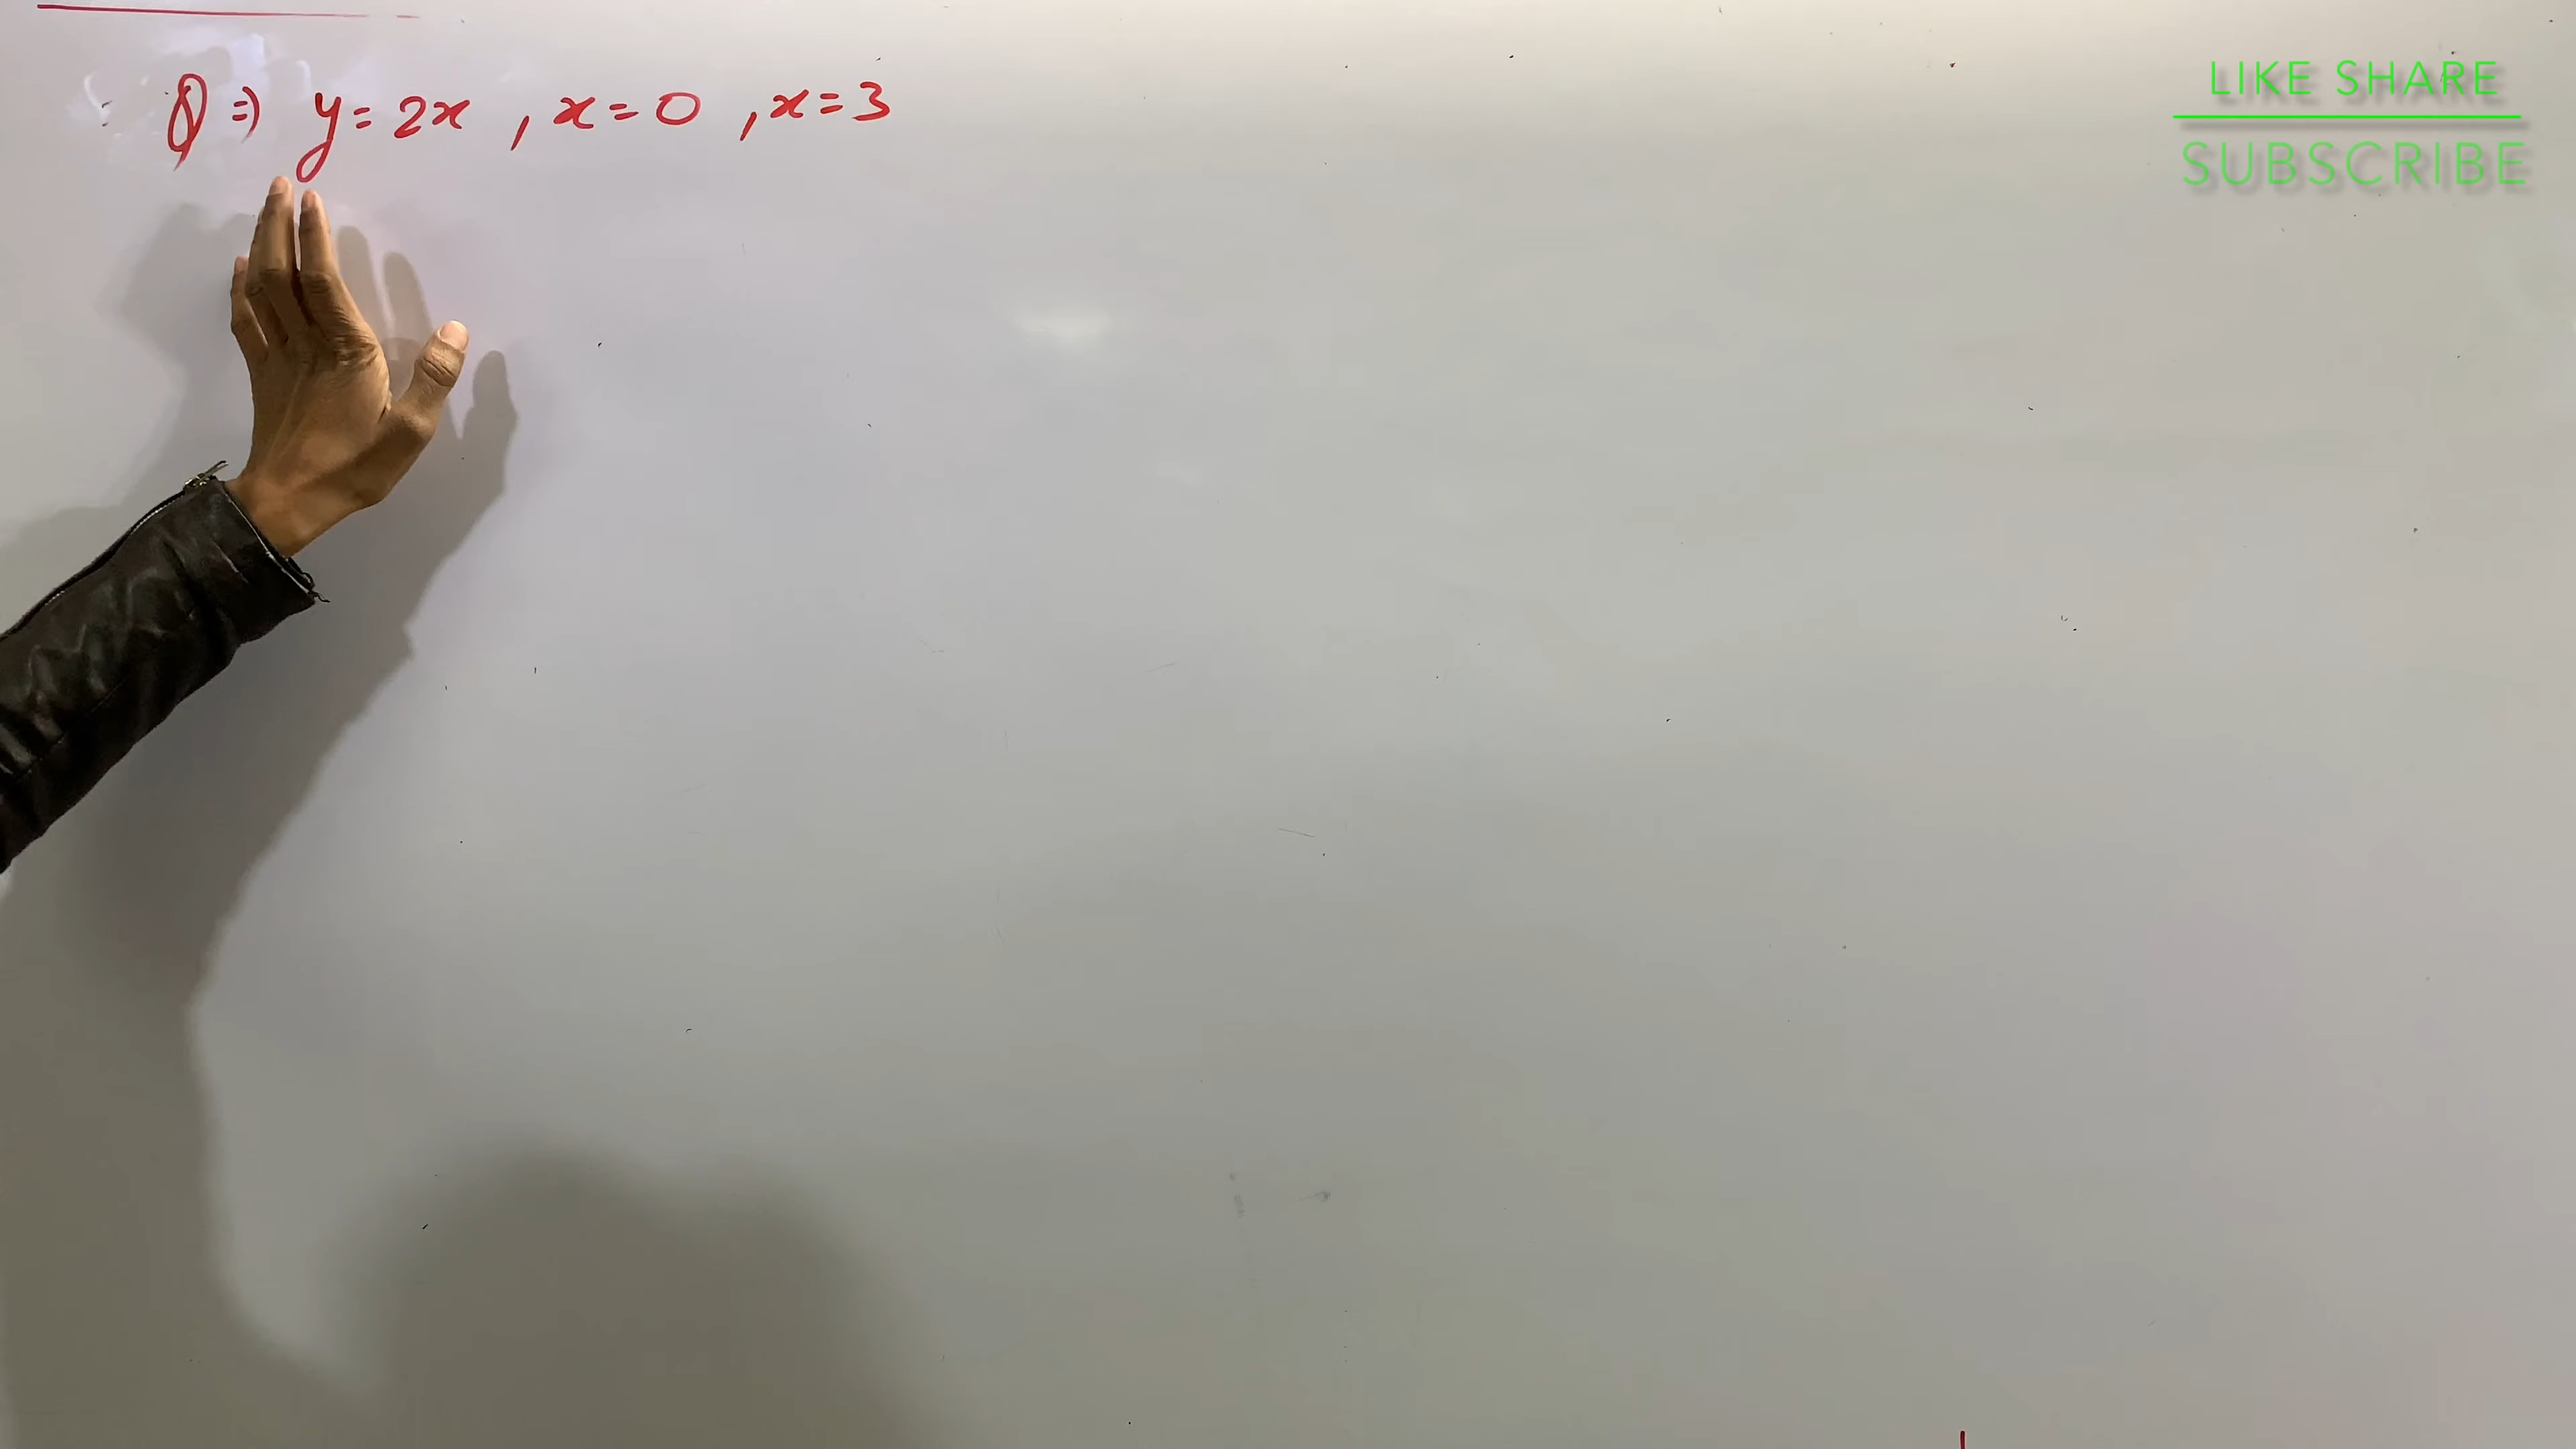 Q ⇒ y = 2x , x = 0 , x = 3
LIKE SHARE
SUBSCRIBE